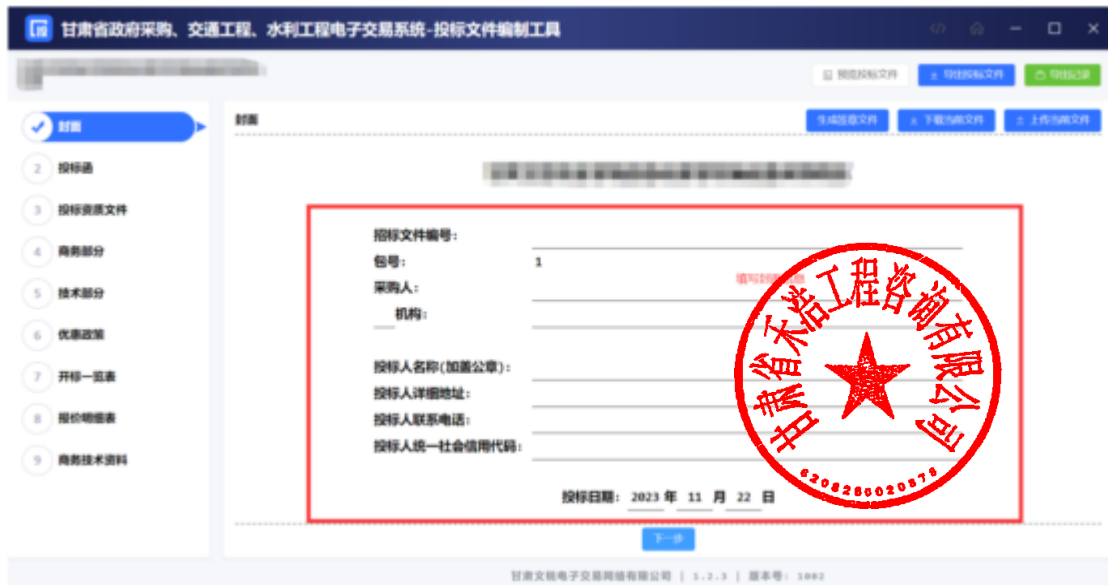 甘肃省政府采购、交通工程、水利工程电子交易系统-投标文件编制工具
预览投标文件 导出投标文件 导出记录
封面
生成签章文件 下载当前文件 上传当前文件
封面
2 投标函
3 投标资质文件
4 商务部分
5 技术部分
6 优惠政策
7 开标一览表
8 报价明细表
9 商务技术资料
招标文件编号:
包号: 1
采购人:
机构:
投标人名称(加盖公章):
投标人详细地址:
投标人联系电话:
投标人统一社会信用代码:
投标日期: 2023 年 11 月 22 日
甘肃省禾浩工程咨询有限公司
下一步
甘肃文锐电子交易网络有限公司 | 1.2.3 | 版本号: 1002